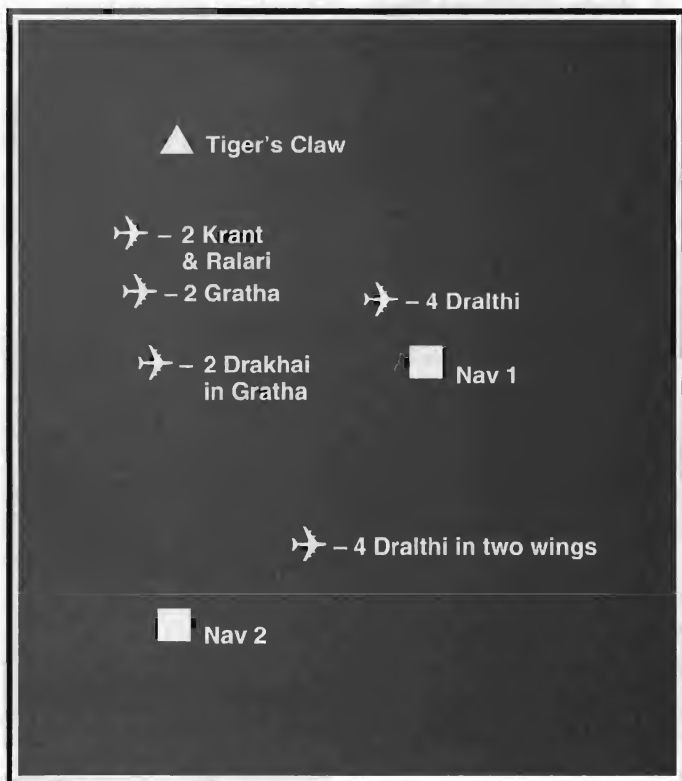 Tiger's Claw
– 2 Krant
& Ralari
– 2 Gratha
– 4 Dralthi
– 2 Drakhai
in Gratha
Nav 1
– 4 Dralthi in two wings
Nav 2